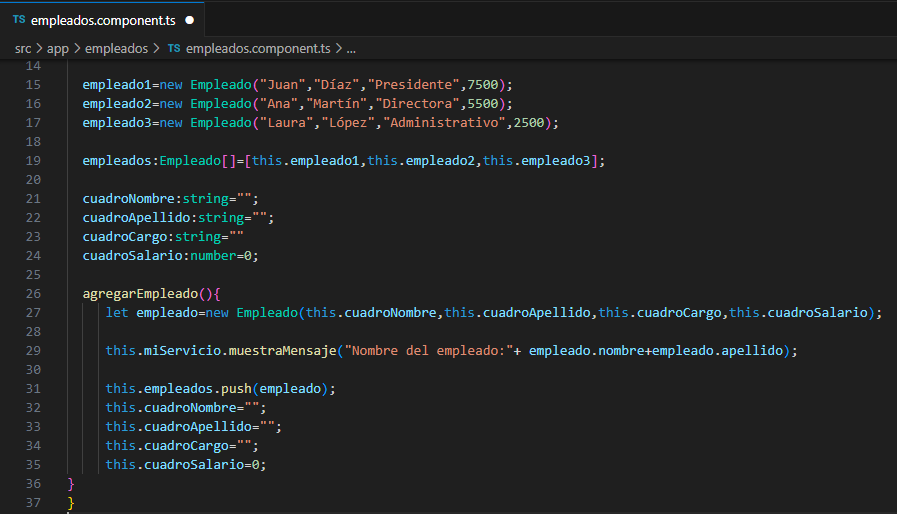 TS empleados.component.ts ●
src > app > empleados > TS empleados.component.ts > ...
14
15 empleado1=new Empleado("Juan","Díaz","Presidente",7500);
16 empleado2=new Empleado("Ana","Martín","Directora",5500);
17 empleado3=new Empleado("Laura","López","Administrativo",2500);
18
19 empleados:Empleado[]=[this.empleado1,this.empleado2,this.empleado3];
20
21 cuadroNombre:string="";
22 cuadroApellido:string="";
23 cuadroCargo:string=""
24 cuadroSalario:number=0;
25
26 agregarEmpleado(){
27 let empleado=new Empleado(this.cuadroNombre,this.cuadroApellido,this.cuadroCargo,this.cuadroSalario);
28
29 this.miServicio.muestraMensaje("Nombre del empleado:"+ empleado.nombre+empleado.apellido);
30
31 this.empleados.push(empleado);
32 this.cuadroNombre="";
33 this.cuadroApellido="";
34 this.cuadroCargo="";
35 this.cuadroSalario=0;
36 }
37 }